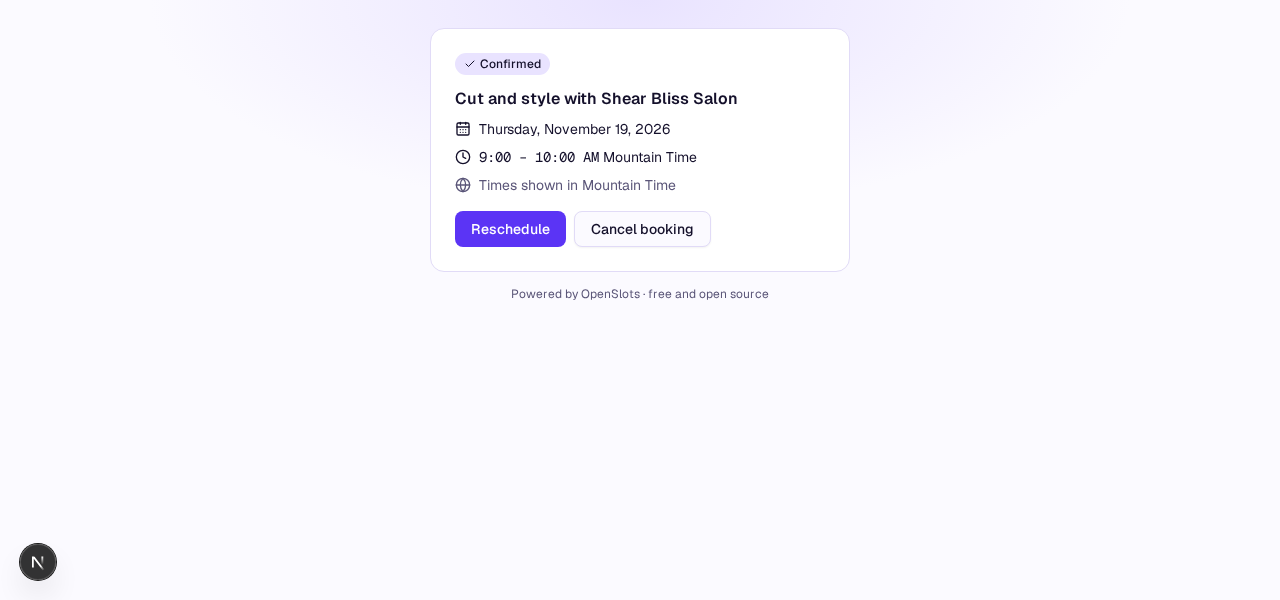 Confirmed
Cut and style with Shear Bliss Salon
Thursday, November 19, 2026
9:00 – 10:00 AM Mountain Time
Times shown in Mountain Time
Reschedule
Cancel booking
Powered by OpenSlots · free and open source
N